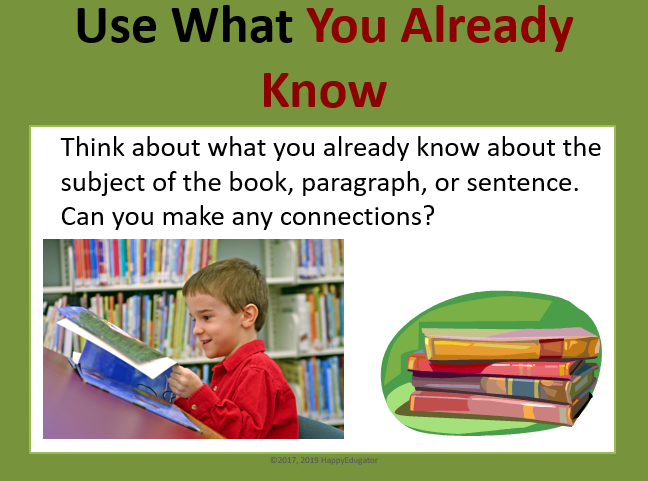 Use What You Already
Know
Think about what you already know about the
subject of the book, paragraph, or sentence.
Can you make any connections?
©2017, 2019 HappyEdugator